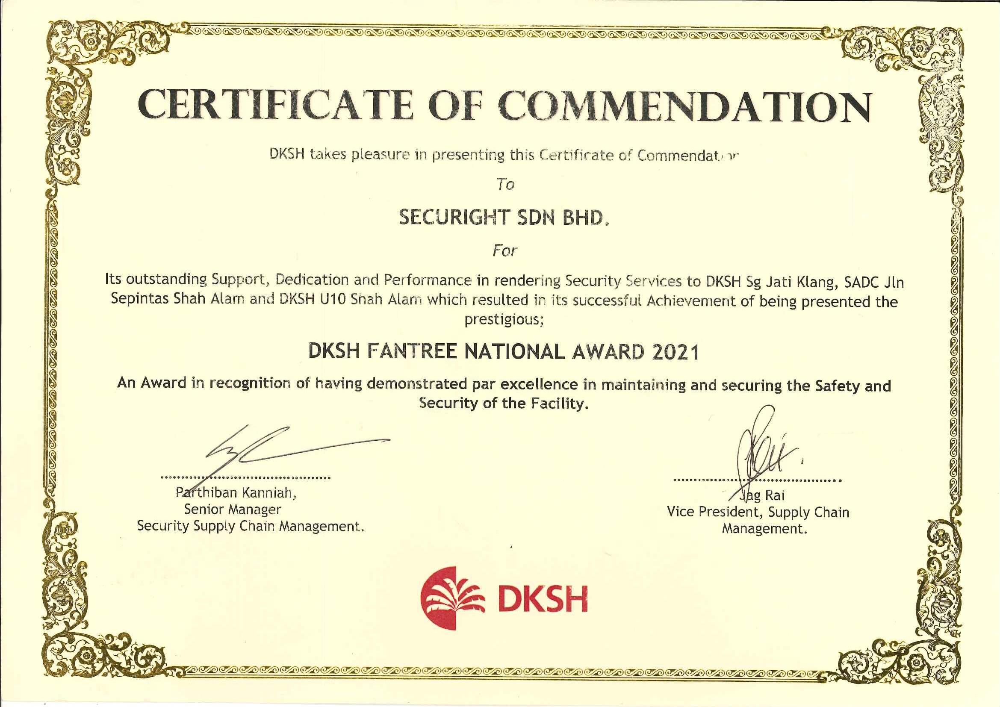 CERTIFICATE OF COMMENDATION
DKSH takes pleasure in presenting this Certificate of Commendation
To
SECURIGHT SDN BHD.
For
Its outstanding Support, Dedication and Performance in rendering Security Services to DKSH Sg Jati Klang, SADC Jln
Sepintas Shah Alam and DKSH U10 Shah Alam which resulted in its successful Achievement of being presented the
prestigious;
DKSH FANTREE NATIONAL AWARD 2021
An Award in recognition of having demonstrated par excellence in maintaining and securing the Safety and
Security of the Facility.
Parthiban Kanniah,
Senior Manager
Security Supply Chain Management.
Jag Rai
Vice President, Supply Chain
Management.
DKSH